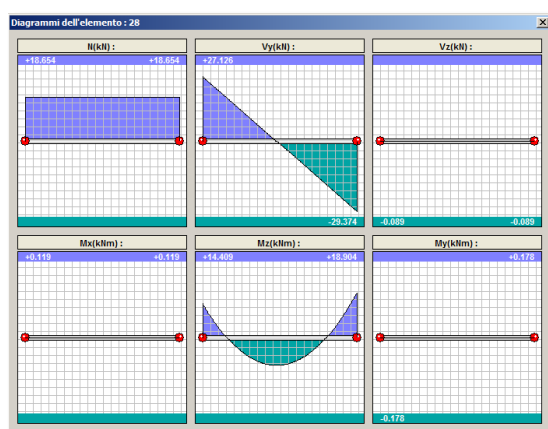 Diagrammi dell'elemento : 28
N(kN) :
+18.654 +18.654
Vy(kN) :
+27.126
-29.374
Vz(kN) :
-0.089 -0.089
Mx(kNm) :
+0.119 +0.119
Mz(kNm) :
+14.409 +18.904
My(kNm) :
+0.178
-0.178